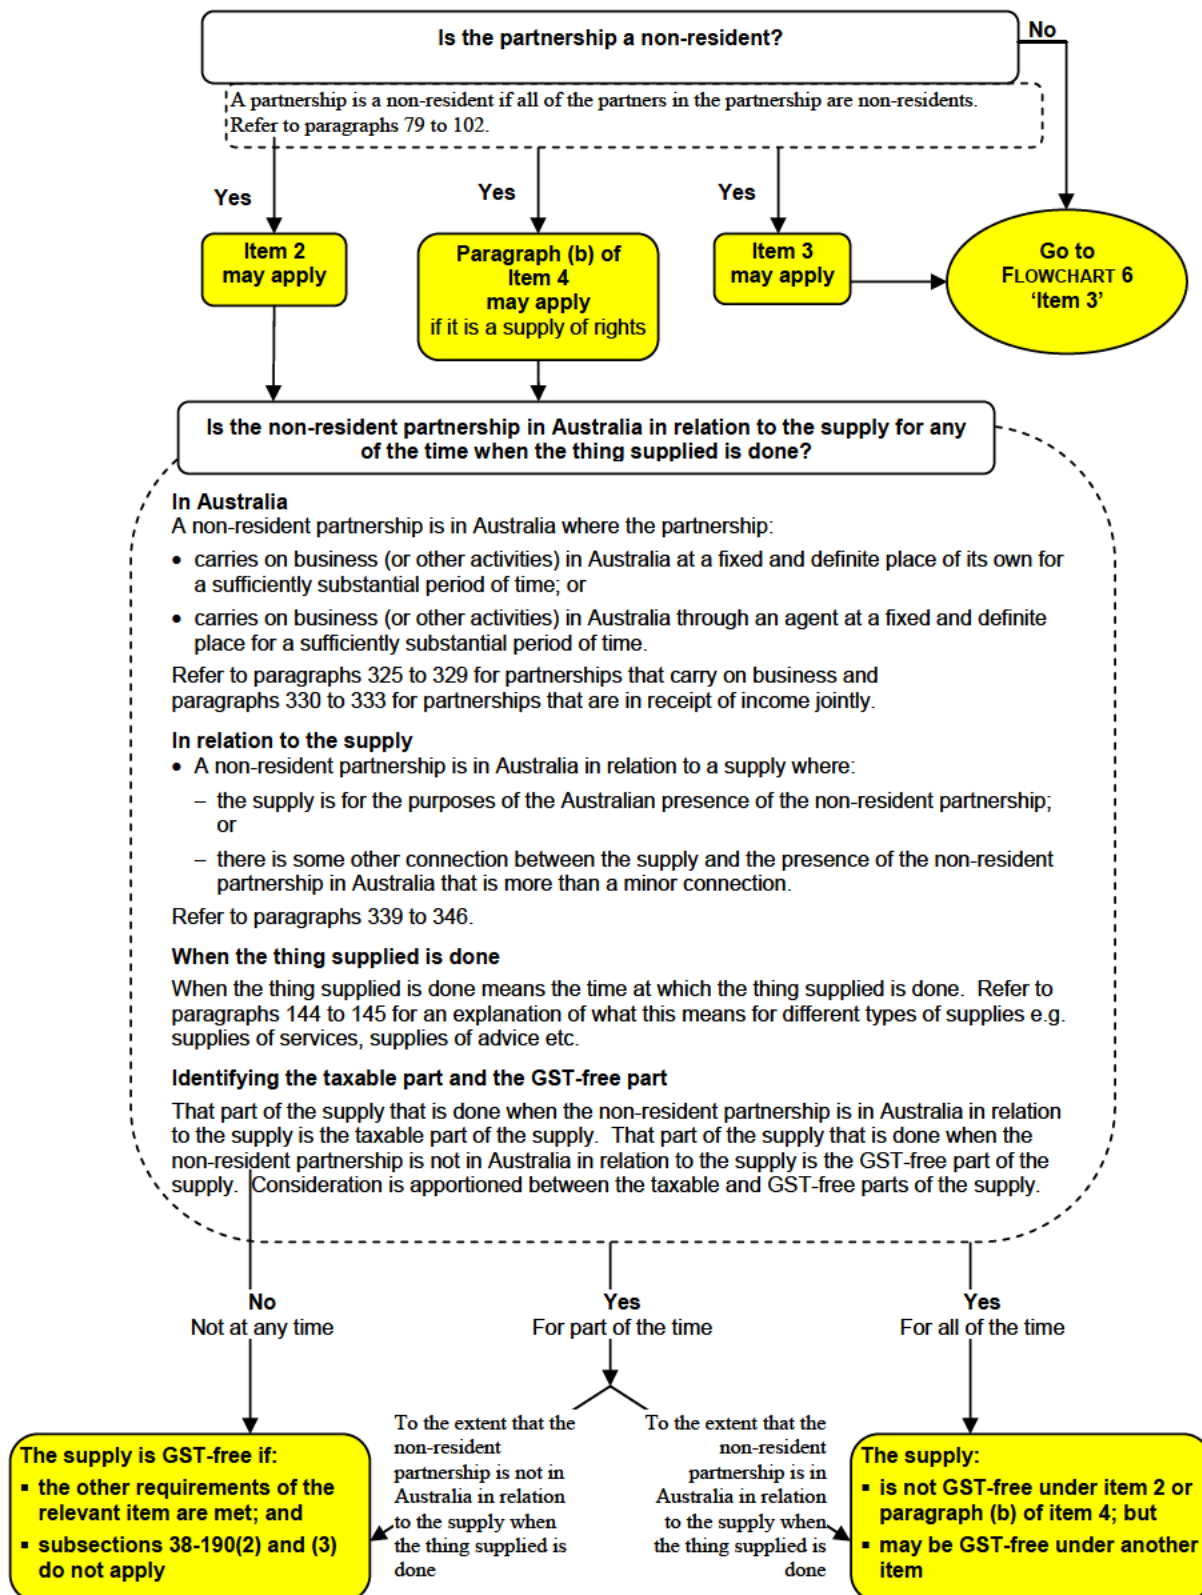 Is the partnership a non-resident?
No
A partnership is a non-resident if all of the partners in the partnership are non-residents.
Refer to paragraphs 79 to 102.
Yes
Yes
Yes
Item 2
may apply
Paragraph (b) of
Item 4
may apply
if it is a supply of rights
Item 3
may apply
Go to
FLOWCHART 6
‘Item 3’
Is the non-resident partnership in Australia in relation to the supply for any
of the time when the thing supplied is done?
In Australia
A non-resident partnership is in Australia where the partnership:
• carries on business (or other activities) in Australia at a fixed and definite place of its own for
a sufficiently substantial period of time; or
• carries on business (or other activities) in Australia through an agent at a fixed and definite
place for a sufficiently substantial period of time.
Refer to paragraphs 325 to 329 for partnerships that carry on business and
paragraphs 330 to 333 for partnerships that are in receipt of income jointly.
In relation to the supply
• A non-resident partnership is in Australia in relation to a supply where:
– the supply is for the purposes of the Australian presence of the non-resident partnership;
or
– there is some other connection between the supply and the presence of the non-resident
partnership in Australia that is more than a minor connection.
Refer to paragraphs 339 to 346.
When the thing supplied is done
When the thing supplied is done means the time at which the thing supplied is done. Refer to
paragraphs 144 to 145 for an explanation of what this means for different types of supplies e.g.
supplies of services, supplies of advice etc.
Identifying the taxable part and the GST-free part
That part of the supply that is done when the non-resident partnership is in Australia in relation
to the supply is the taxable part of the supply. That part of the supply that is done when the
non-resident partnership is not in Australia in relation to the supply is the GST-free part of the
supply. Consideration is apportioned between the taxable and GST-free parts of the supply.
No
Not at any time
Yes
For part of the time
Yes
For all of the time
The supply is GST-free if:
▪ the other requirements of the
relevant item are met; and
▪ subsections 38-190(2) and (3)
do not apply
To the extent that the
non-resident
partnership is not in
Australia in relation
to the supply when
the thing supplied is
done
To the extent that the
non-resident
partnership is in
Australia in relation
to the supply when
the thing supplied is
done
The supply:
▪ is not GST-free under item 2 or
paragraph (b) of item 4; but
▪ may be GST-free under another
item